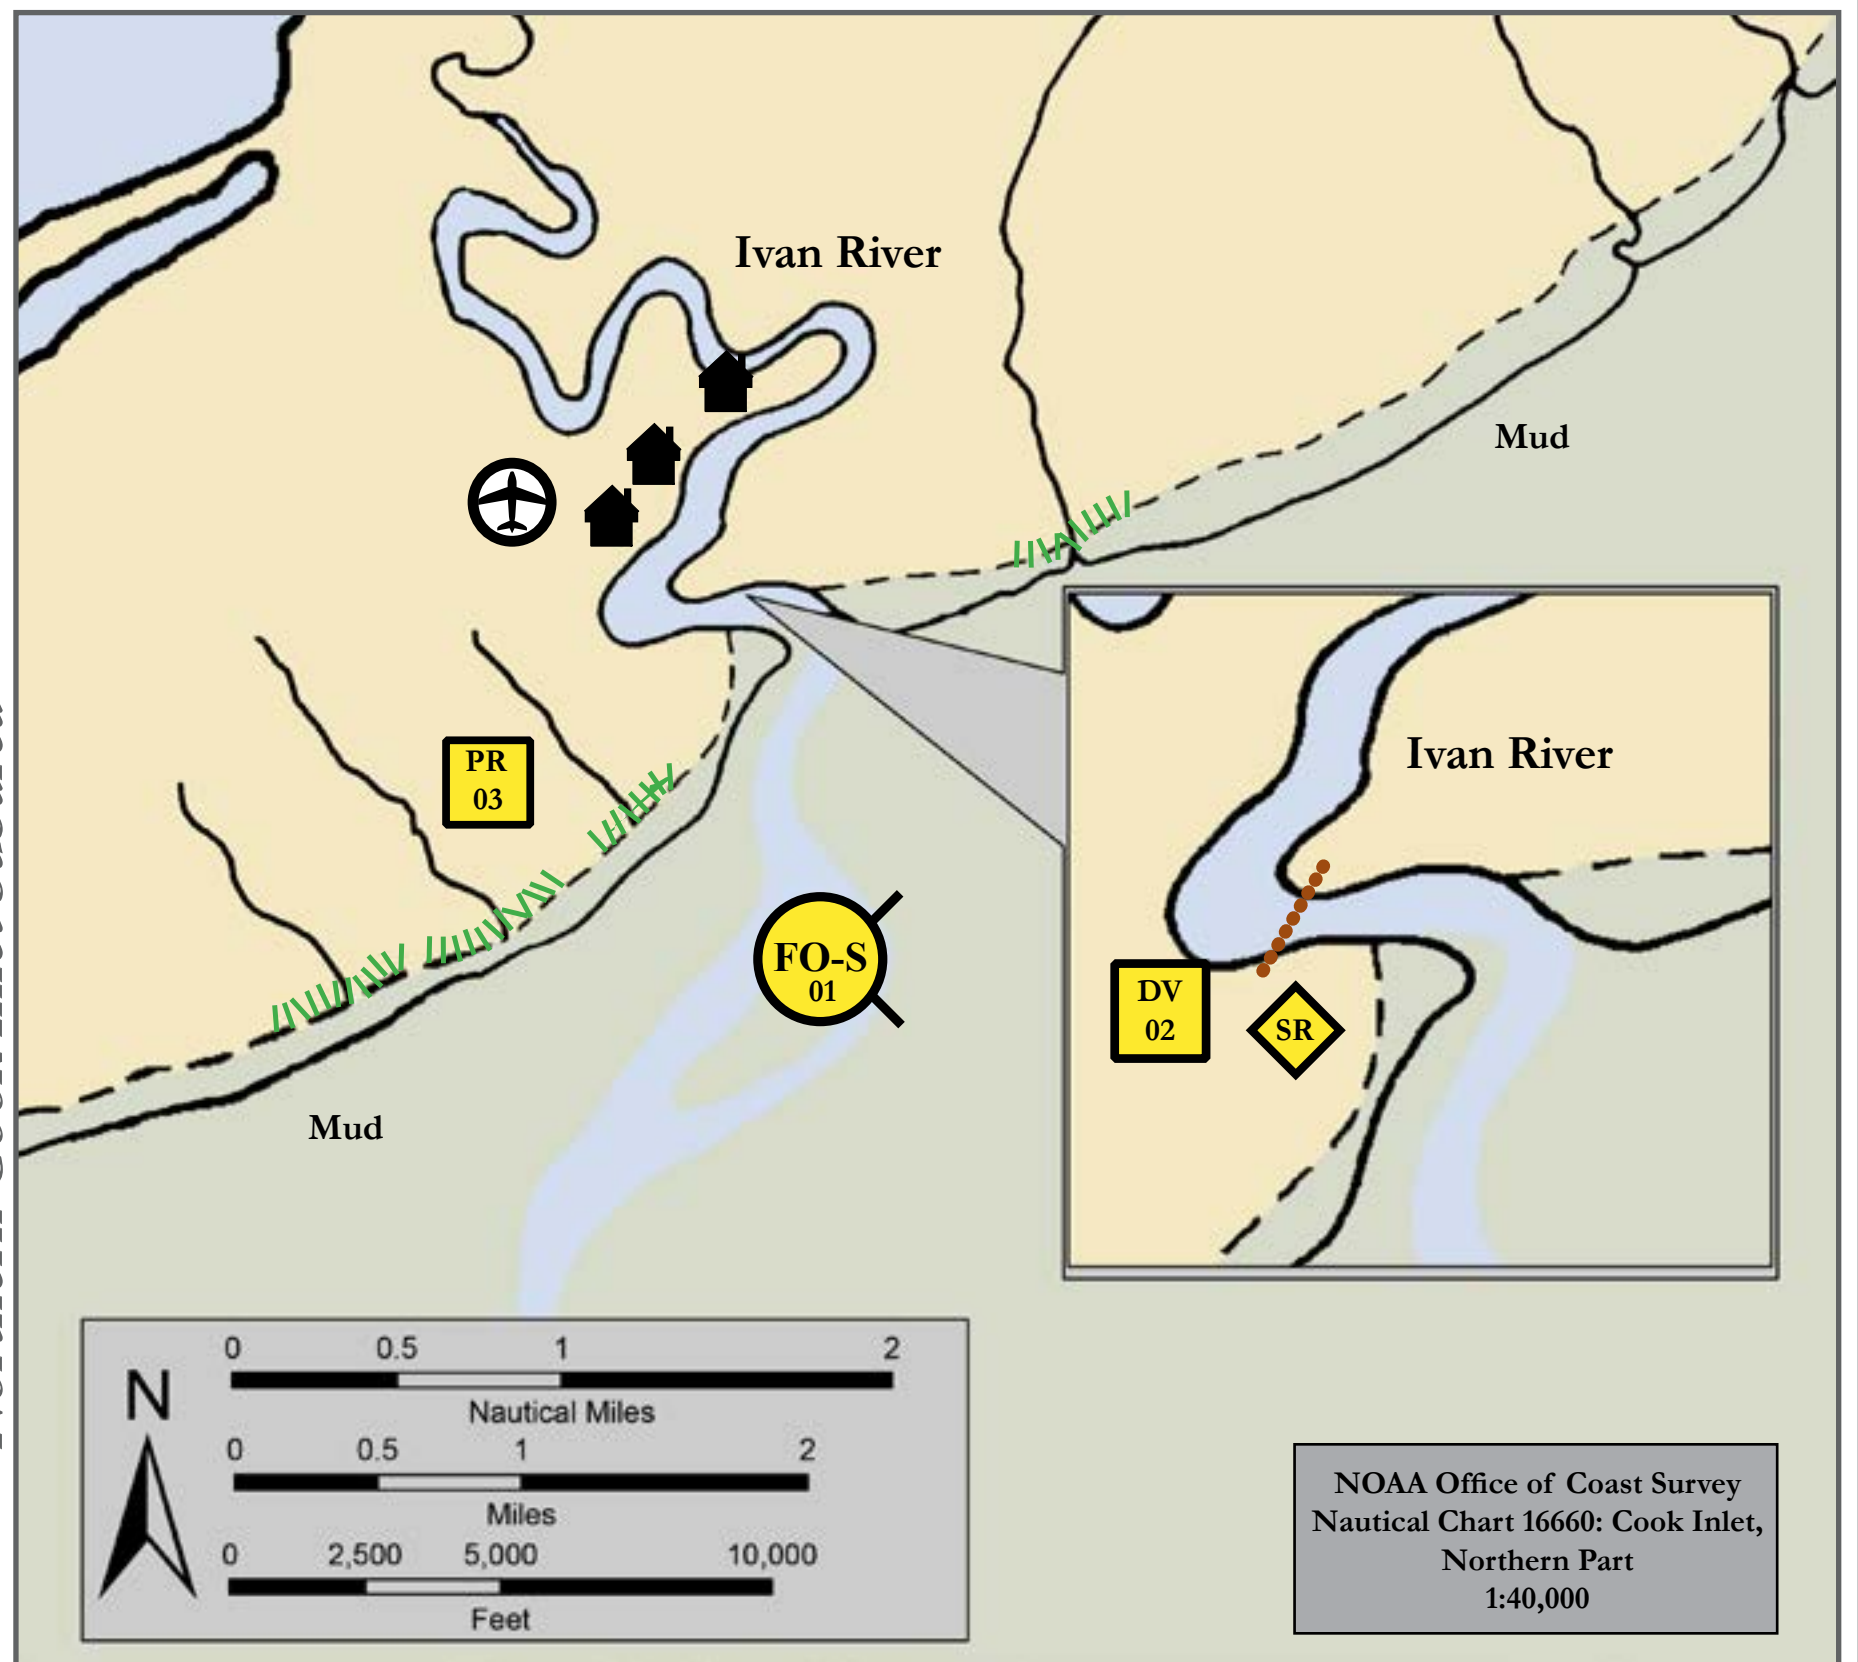 Ivan River
Mud
PR
03
Ivan River
FO-S
01
DV
02
SR
Mud
N
0 0.5 1 2
Nautical Miles
0 0.5 1 2
Miles
0 2,500 5,000 10,000
Feet
NOAA Office of Coast Survey
Nautical Chart 16660: Cook Inlet,
Northern Part
1:40,000